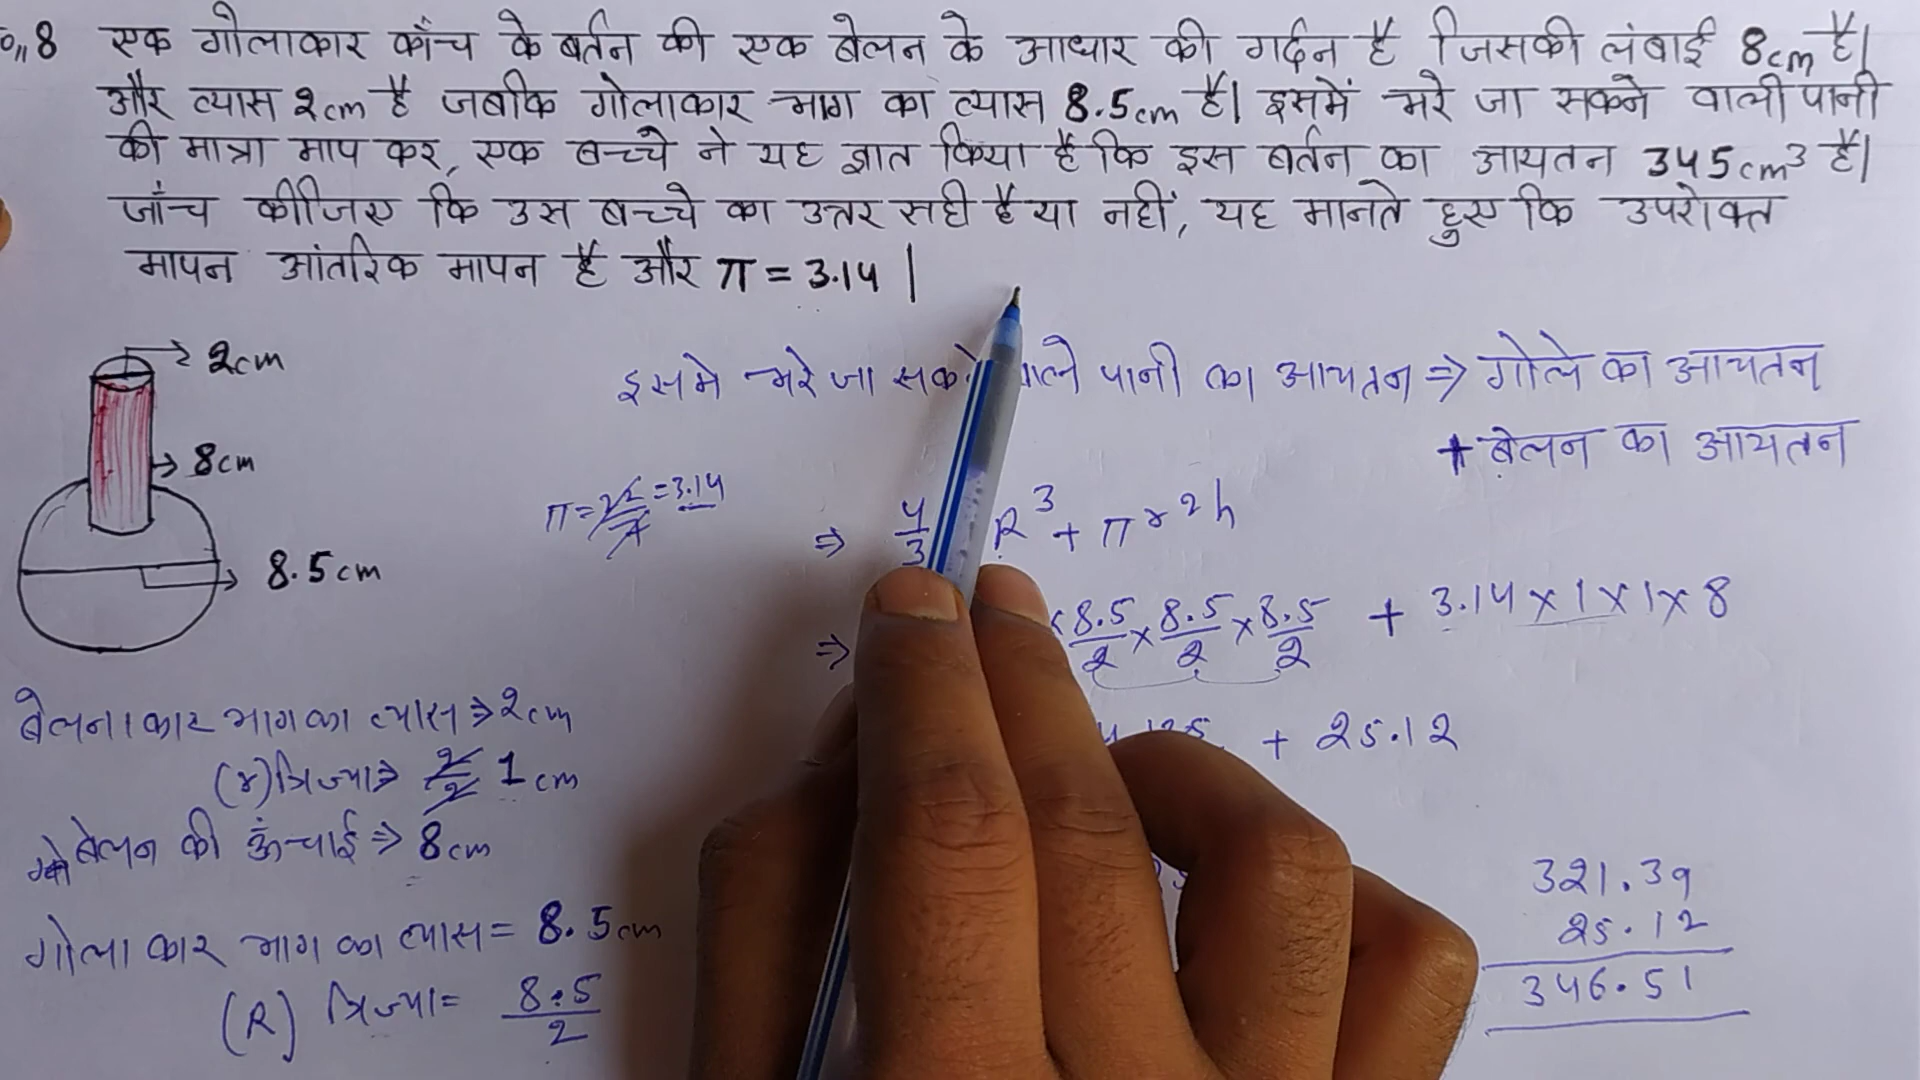 8 एक गोलाकार काँच के बर्तन की एक बेलन के आधार की गर्दन है जिसकी लंबाई 8cm है।
और व्यास 2cm है जबकि गोलाकार भाग का व्यास 8.5cm है। इसमें भरे जा सकने वाली पानी
की मात्रा माप कर, एक बच्चे ने यह ज्ञात किया है कि इस बर्तन का आयतन 345cm³ है।
जाँच कीजिए कि उस बच्चे का उत्तर सही है या नहीं, यह मानते हुए कि उपरोक्त
मापन आंतरिक मापन है और π = 3.14 |
2cm
8cm
8.5cm
इसमे भरे जा पानी का आयतन ⇒ गोले का आयतन
+ बेलन का आयतन
π = 22/7 = 3.14
⇒ 4/3 R³ + πr²h
⇒ × 8.5/2 × 8.5/2 × 8.5/2 + 3.14 × 1 × 1 × 8
+ 25.12
बेलनाकार भाग का व्यास ⇒ 2cm
(r) त्रिज्या ⇒ 2/2 1cm
बेलन की ऊंचाई ⇒ 8cm
गोलाकार भाग का व्यास = 8.5cm
(R) त्रिज्या = 8.5/2
321.39
25.12
346.51